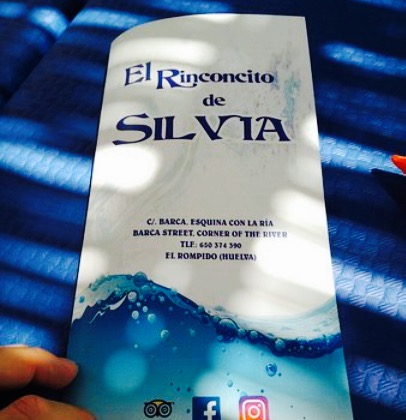 El Rinconcito
de
SILVIA
C/. BARCA, ESQUINA CON LA RÍA
BARCA STREET, CORNER OF THE RIVER
TLF: 650 374 390
EL ROMPIDO (HUELVA)